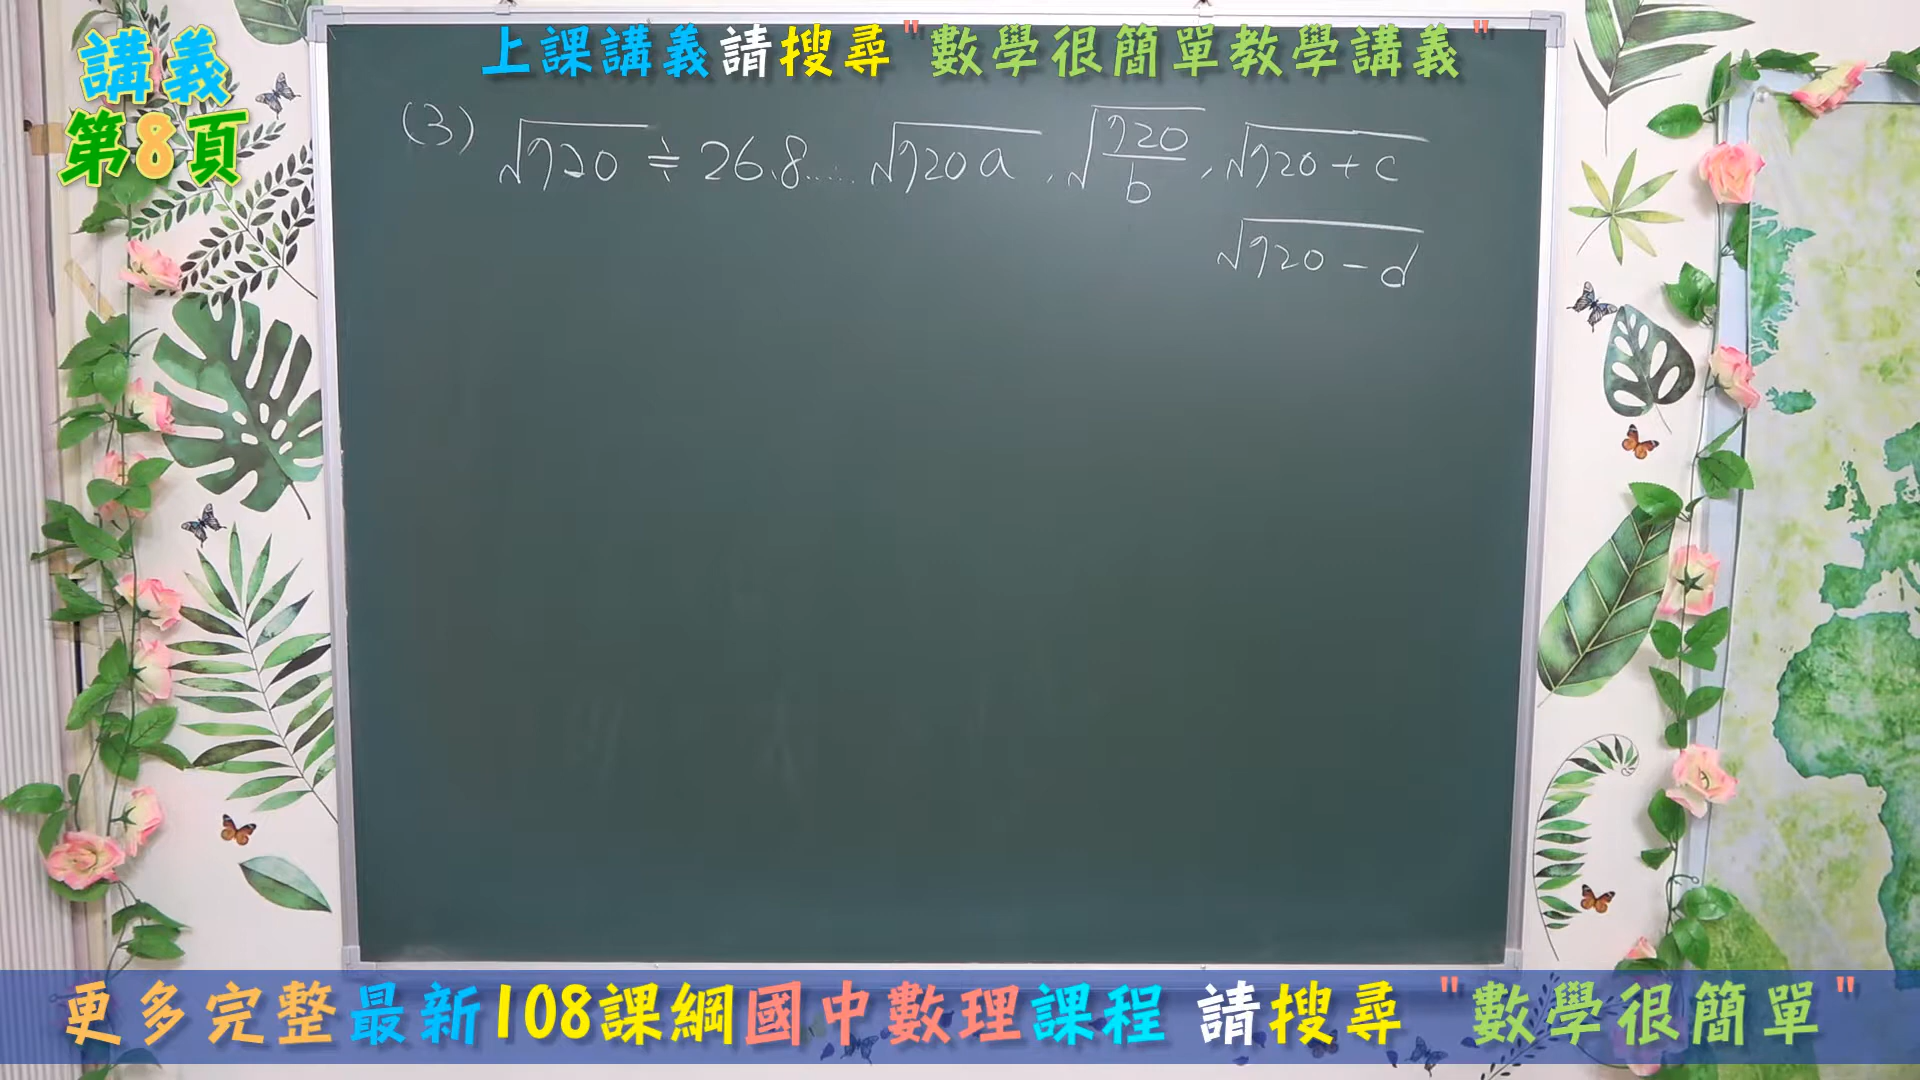 上課講義請搜尋"數學很簡單教學講義"
講義
第8頁
(3) √720 ≒ 26.8..... √720a , √(720/b) , √720+c
√720-d
更多完整最新108課綱國中數理課程 請搜尋 "數學很簡單"